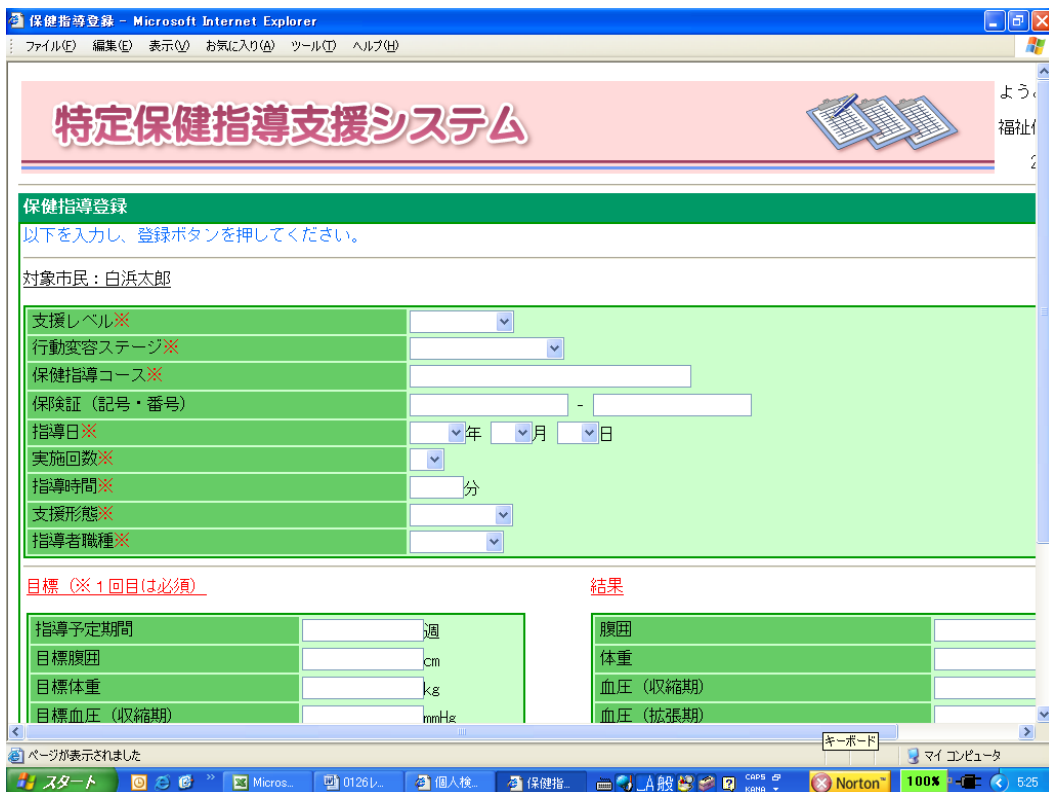 保健指導登録 - Microsoft Internet Explorer
ファイル(F) 編集(E) 表示(V) お気に入り(A) ツール(T) ヘルプ(H)
特定保健指導支援システム
よう
福祉
保健指導登録
以下を入力し、登録ボタンを押してください。
対象市民：白浜太郎
支援レベル※
行動変容ステージ※
保健指導コース※
保険証（記号・番号） -
指導日※ 年 月 日
実施回数※
指導時間※ 分
支援形態※
指導者職種※
目標（※１回目は必須）
指導予定期間 週
目標腹囲 cm
目標体重 kg
目標血圧（収縮期） mmHg
結果
腹囲
体重
血圧（収縮期）
血圧（拡張期）
キーボード
ページが表示されました マイ コンピュータ
スタート Micros... 0126レ... 個人検... 保健指... A 般 CAPS KANA Norton™ 100% 5:25